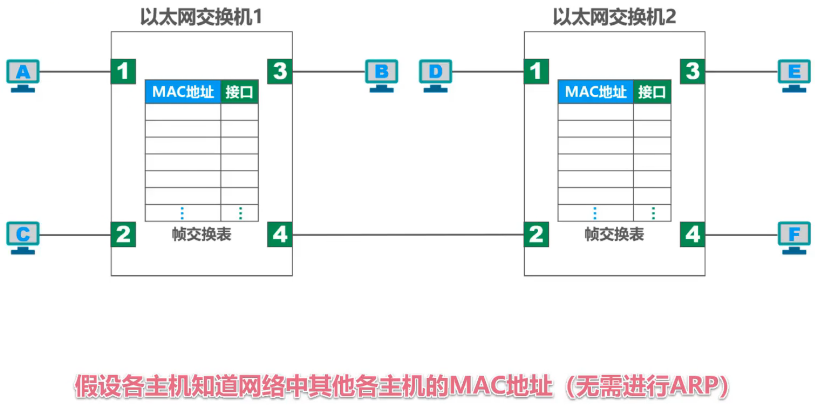 以太网交换机1 以太网交换机2
A 1 3 B D 1 3 E
MAC地址 接口 MAC地址 接口
C 2 4 2 4 F
帧交换表 帧交换表
假设各主机知道网络中其他各主机的MAC地址（无需进行ARP）